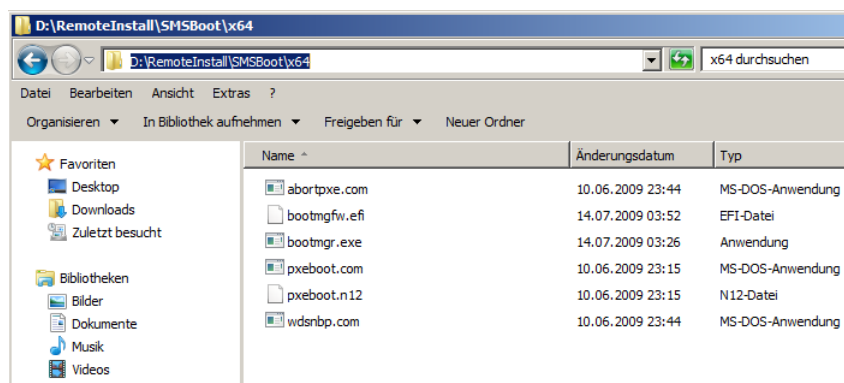 D:\RemoteInstall\SMSBoot\x64
D:\RemoteInstall\SMSBoot\x64 x64 durchsuchen
Datei Bearbeiten Ansicht Extras ?
Organisieren In Bibliothek aufnehmen Freigeben für Neuer Ordner
Favoriten
Desktop
Downloads
Zuletzt besucht
Bibliotheken
Bilder
Dokumente
Musik
Videos
Name Änderungsdatum Typ
abortpxe.com 10.06.2009 23:44 MS-DOS-Anwendung
bootmgfw.efi 14.07.2009 03:52 EFI-Datei
bootmgr.exe 14.07.2009 03:26 Anwendung
pxeboot.com 10.06.2009 23:15 MS-DOS-Anwendung
pxeboot.n12 10.06.2009 23:15 N12-Datei
wdsnbp.com 10.06.2009 23:44 MS-DOS-Anwendung